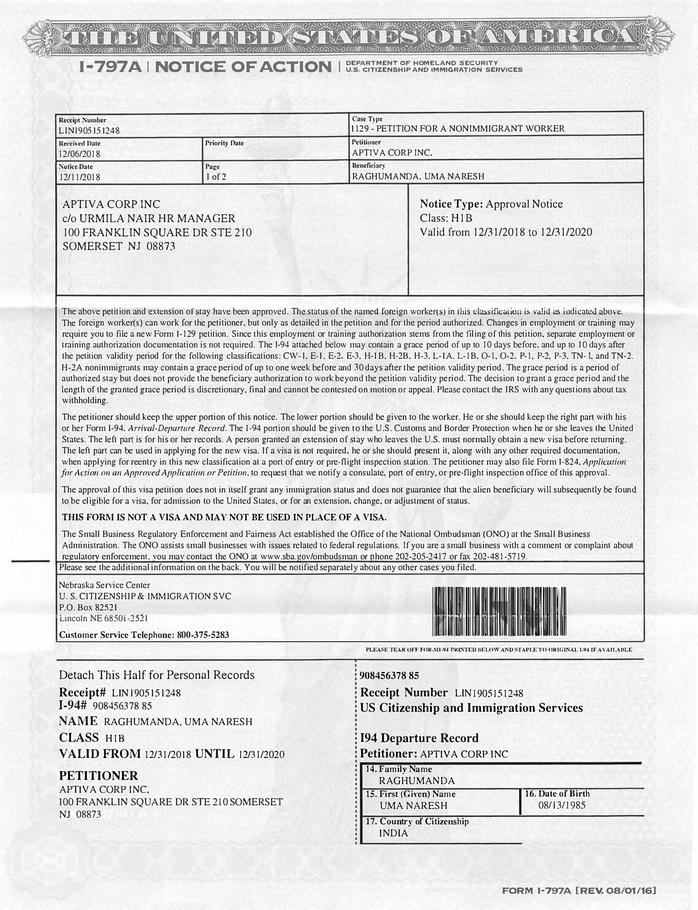 THE UNITED STATES OF AMERICA
I-797A | NOTICE OF ACTION | DEPARTMENT OF HOMELAND SECURITY
U.S. CITIZENSHIP AND IMMIGRATION SERVICES
Receipt Number
LIN1905151248
Case Type
I129 - PETITION FOR A NONIMMIGRANT WORKER
Received Date
12/06/2018
Priority Date
Petitioner
APTIVA CORP INC.
Notice Date
12/11/2018
Page
1 of 2
Beneficiary
RAGHUMANDA, UMA NARESH
APTIVA CORP INC
c/o URMILA NAIR HR MANAGER
100 FRANKLIN SQUARE DR STE 210
SOMERSET NJ 08873
Notice Type: Approval Notice
Class: H1B
Valid from 12/31/2018 to 12/31/2020
The above petition and extension of stay have been approved. The status of the named foreign worker(s) in this classification is valid as indicated above.
The foreign worker(s) can work for the petitioner, but only as detailed in the petition and for the period authorized. Changes in employment or training may
require you to file a new Form I-129 petition. Since this employment or training authorization stems from the filing of this petition, separate employment or
training authorization documentation is not required. The I-94 attached below may contain a grace period of up to 10 days before, and up to 10 days after
the petition validity period for the following classifications: CW-1, E-1, E-2, E-3, H-1B, H-2B, H-3, L-1A, L-1B, O-1, O-2, P-1, P-2, P-3, TN-1, and TN-2.
H-2A nonimmigrants may contain a grace period of up to one week before and 30 days after the petition validity period. The grace period is a period of
authorized stay but does not provide the beneficiary authorization to work beyond the petition validity period. The decision to grant a grace period and the
length of the granted grace period is discretionary, final and cannot be contested on motion or appeal. Please contact the IRS with any questions about tax
withholding.
The petitioner should keep the upper portion of this notice. The lower portion should be given to the worker. He or she should keep the right part with his
or her Form I-94, Arrival-Departure Record. The I-94 portion should be given to the U.S. Customs and Border Protection when he or she leaves the United
States. The left part is for his or her records. A person granted an extension of stay who leaves the U.S. must normally obtain a new visa before returning.
The left part can be used in applying for the new visa. If a visa is not required, he or she should present it, along with any other required documentation,
when applying for reentry in this new classification at a port of entry or pre-flight inspection station. The petitioner may also file Form I-824, Application
for Action on an Approved Application or Petition, to request that we notify a consulate, port of entry, or pre-flight inspection office of this approval.
The approval of this visa petition does not in itself grant any immigration status and does not guarantee that the alien beneficiary will subsequently be found
to be eligible for a visa, for admission to the United States, or for an extension, change, or adjustment of status.
THIS FORM IS NOT A VISA AND MAY NOT BE USED IN PLACE OF A VISA.
The Small Business Regulatory Enforcement and Fairness Act established the Office of the National Ombudsman (ONO) at the Small Business
Administration. The ONO assists small businesses with issues related to federal regulations. If you are a small business with a comment or complaint about
regulatory enforcement, you may contact the ONO at www.sba.gov/ombudsman or phone 202-205-2417 or fax 202-481-5719.
Please see the additional information on the back. You will be notified separately about any other cases you filed.
Nebraska Service Center
U. S. CITIZENSHIP & IMMIGRATION SVC
P.O. Box 82521
Lincoln NE 68501-2521
Customer Service Telephone: 800-375-5283
PLEASE TEAR OFF FORM I-94 PRINTED BELOW AND STAPLE TO ORIGINAL I-94 IF AVAILABLE
Detach This Half for Personal Records
Receipt# LIN1905151248
I-94# 908456378 85
NAME RAGHUMANDA, UMA NARESH
CLASS H1B
VALID FROM 12/31/2018 UNTIL 12/31/2020
PETITIONER
APTIVA CORP INC.
100 FRANKLIN SQUARE DR STE 210 SOMERSET
NJ 08873
908456378 85
Receipt Number LIN1905151248
US Citizenship and Immigration Services
I94 Departure Record
Petitioner: APTIVA CORP INC
14. Family Name
RAGHUMANDA
15. First (Given) Name
UMA NARESH
16. Date of Birth
08/13/1985
17. Country of Citizenship
INDIA
FORM I-797A [REV. 08/01/16]